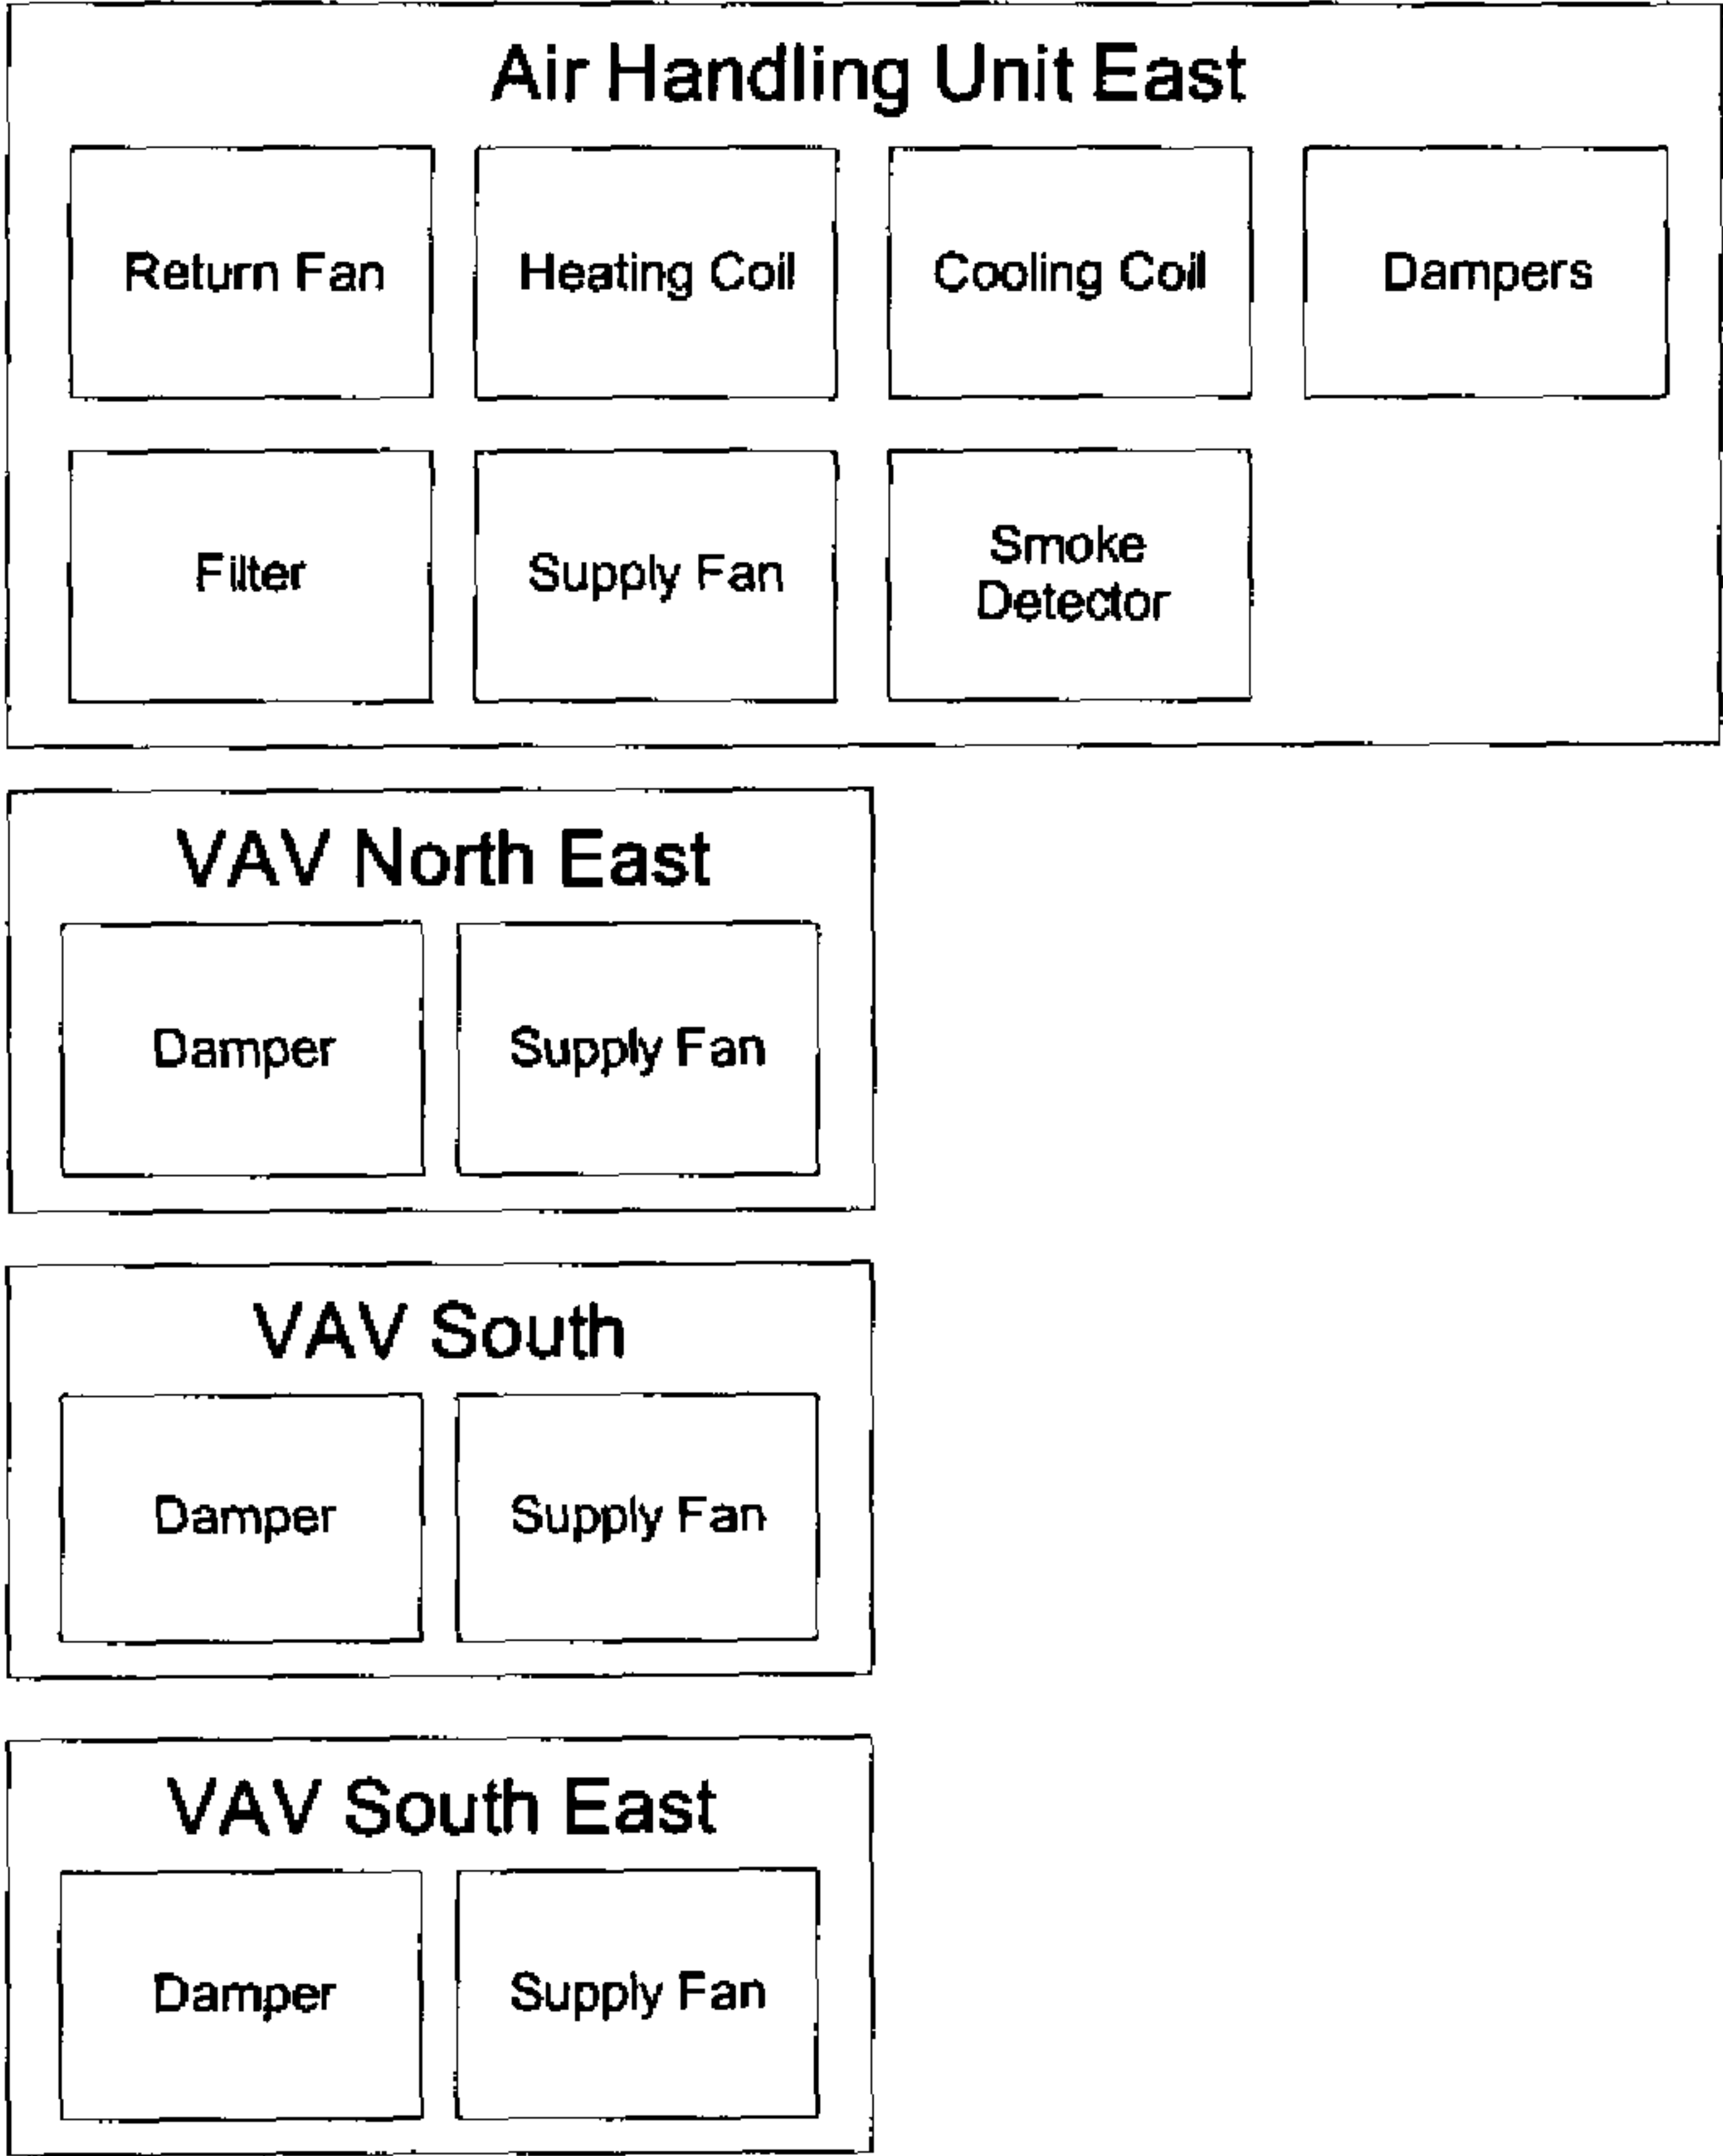 Air Handling Unit East
Return Fan
Heating Coil
Cooling Coil
Dampers
Filter
Supply Fan
Smoke
Detector
VAV North East
Damper
Supply Fan
VAV South
Damper
Supply Fan
VAV South East
Damper
Supply Fan